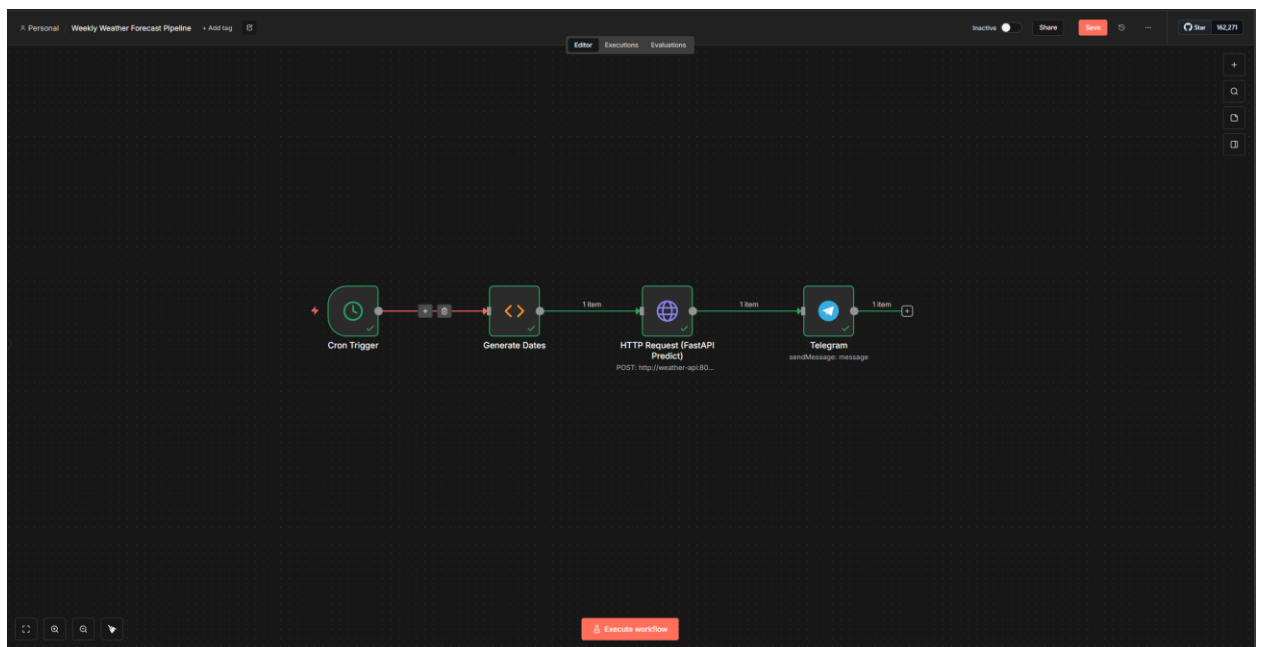 Personal / Weekly Weather Forecast Pipeline + Add tag
Inactive Share Save ... Star 162,271
Editor Executions Evaluations
1 item 1 item 1 item
Cron Trigger Generate Dates HTTP Request (FastAPI Predict) Telegram
POST: http://weather-api:80... sendMessage: message
Execute workflow